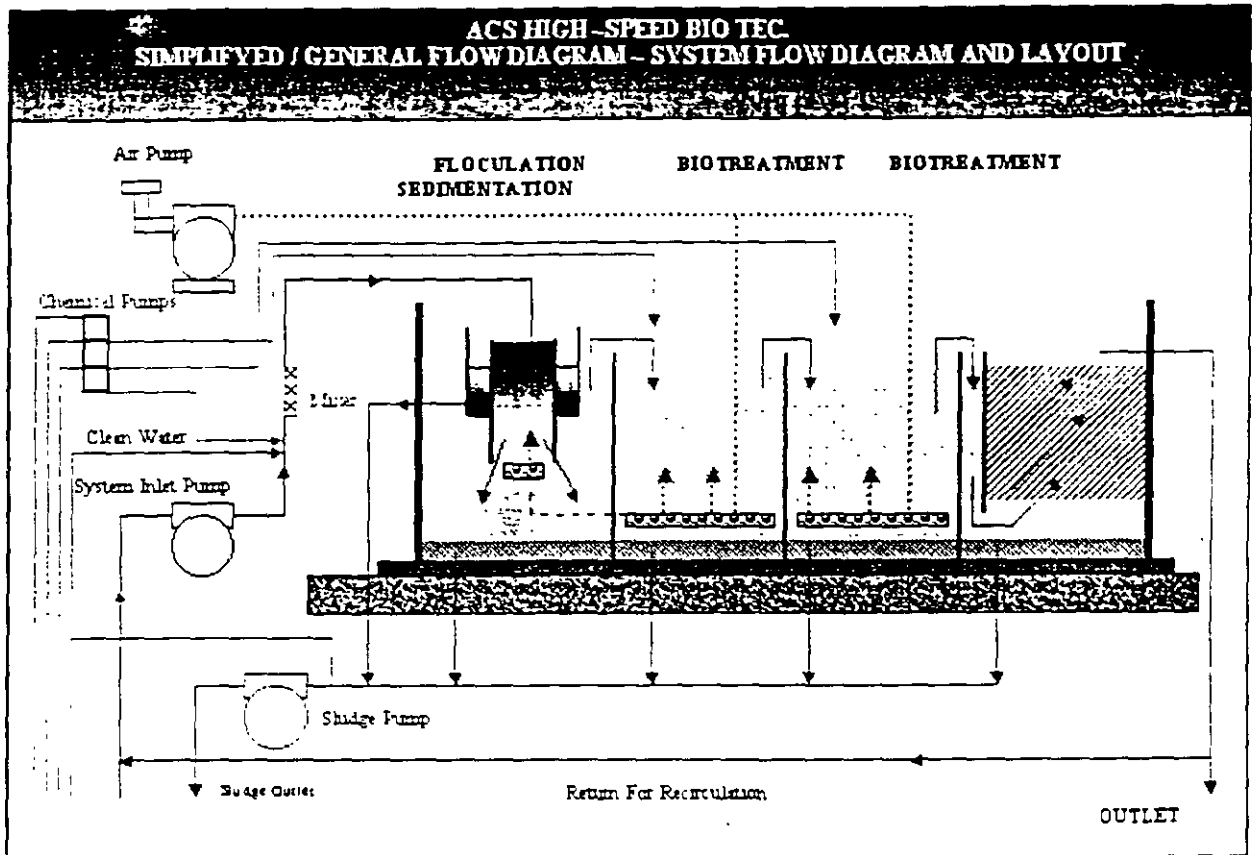 ACS HIGH-SPEED BIO TEC.
SIMPLIFYED / GENERAL FLOW DIAGRAM - SYSTEM FLOW DIAGRAM AND LAYOUT
Air Pump
FLOCULATION
SEDIMENTATION
BIOTREATMENT
BIOTREATMENT
Chemical Pumps
Mixer
Clean Water
System Inlet Pump
Sludge Pump
Sludge Outlet
Return For Recirculation
OUTLET